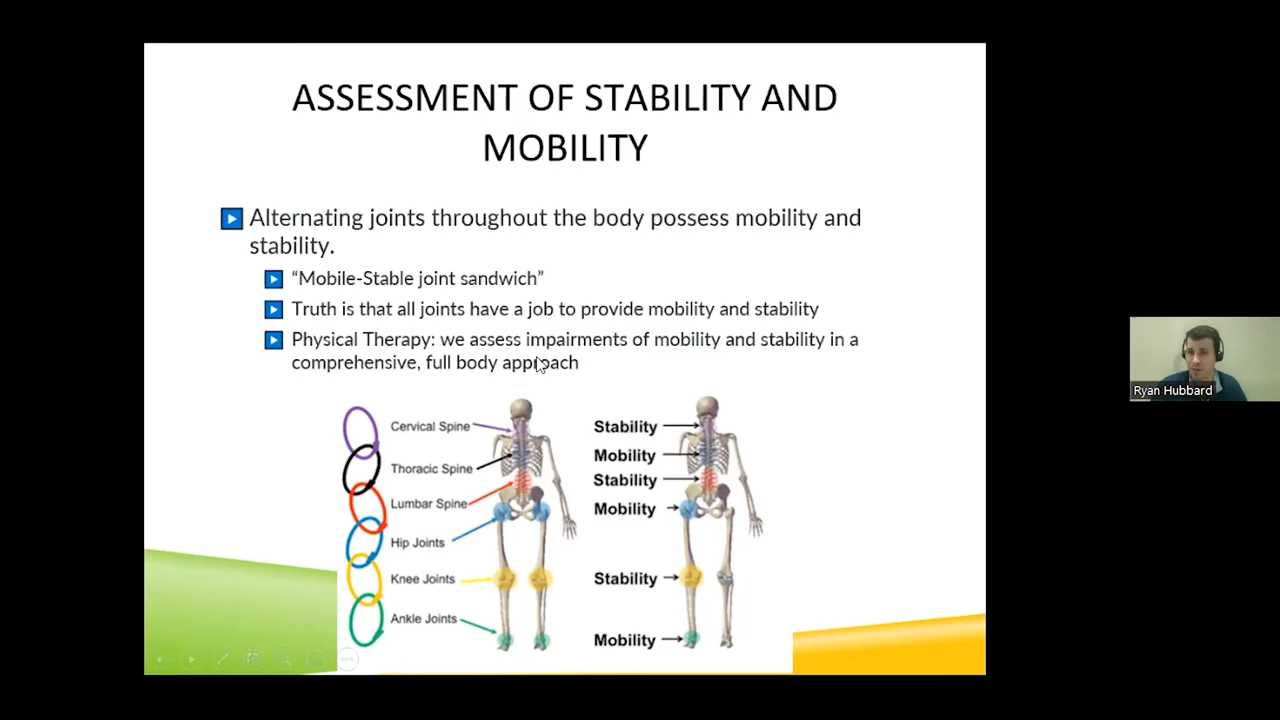 ASSESSMENT OF STABILITY AND
MOBILITY
Alternating joints throughout the body possess mobility and
stability.
“Mobile-Stable joint sandwich”
Truth is that all joints have a job to provide mobility and stability
Physical Therapy: we assess impairments of mobility and stability in a
comprehensive, full body approach
Cervical Spine
Thoracic Spine
Lumbar Spine
Hip Joints
Knee Joints
Ankle Joints
Stability
Mobility
Stability
Mobility
Stability
Mobility
Ryan Hubbard